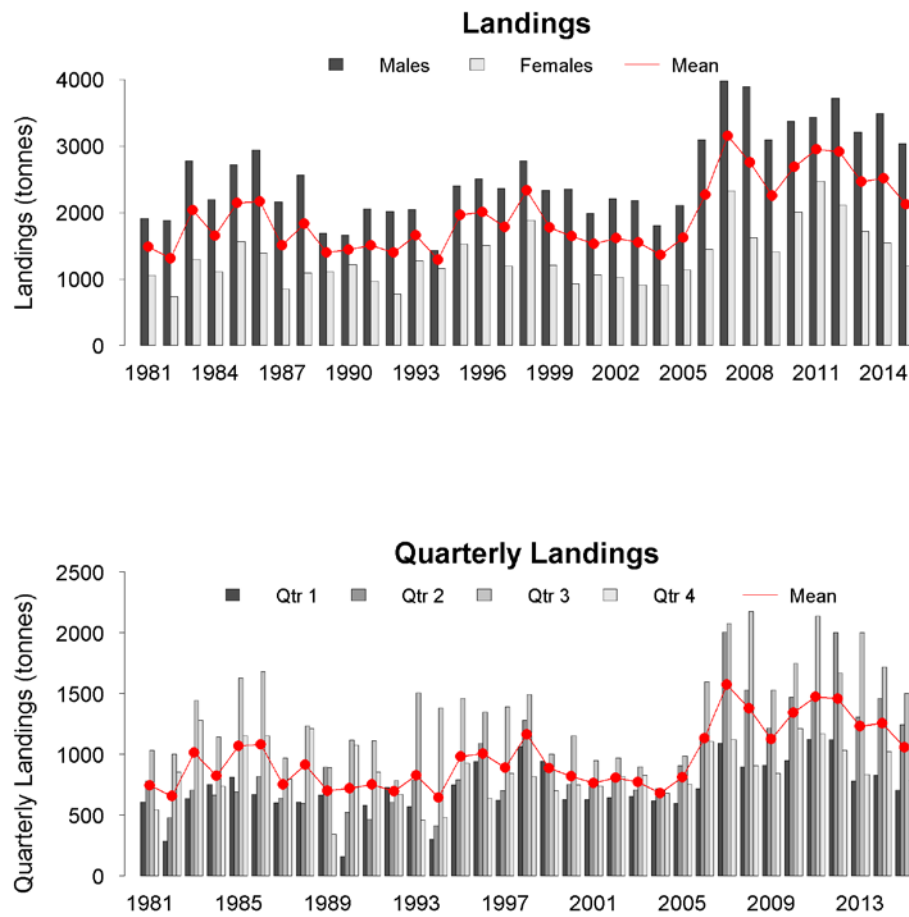 Landings
Males Females Mean
Landings (tonnes)
4000
3000
2000
1000
0
1981 1984 1987 1990 1993 1996 1999 2002 2005 2008 2011 2014
Quarterly Landings
Qtr 1 Qtr 2 Qtr 3 Qtr 4 Mean
Quarterly Landings (tonnes)
2500
2000
1500
1000
500
0
1981 1985 1989 1993 1997 2001 2005 2009 2013